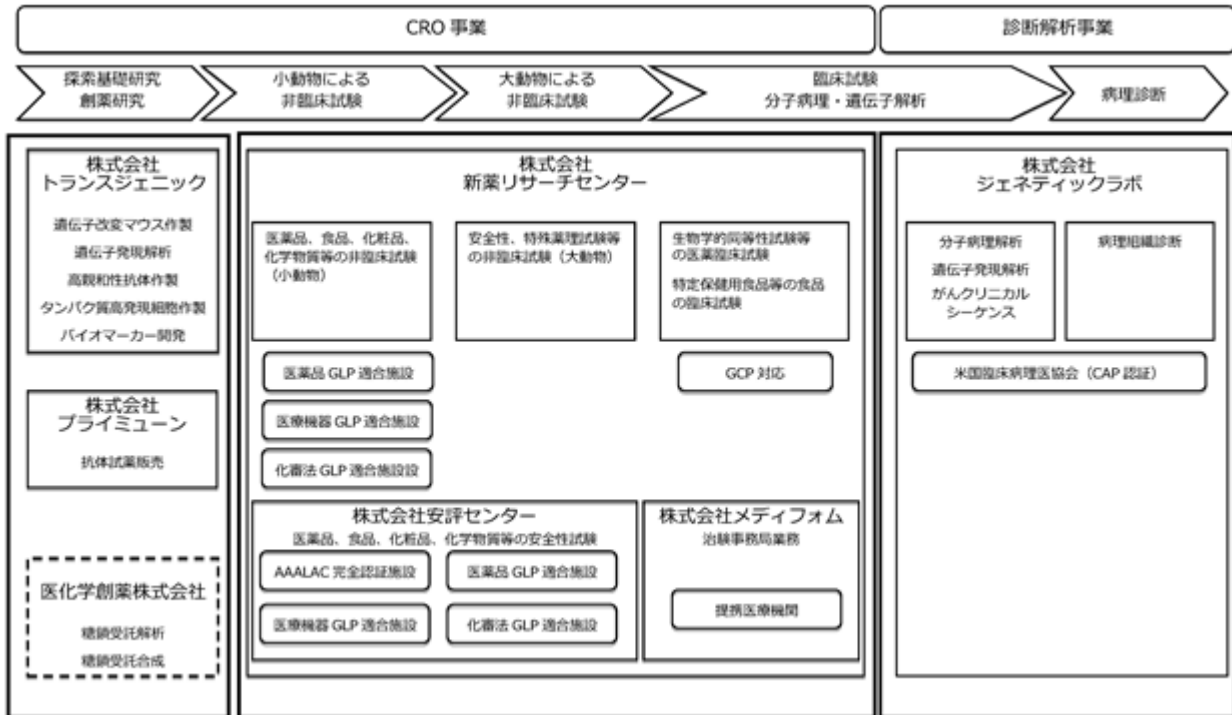 CRO 事業
診断解析事業
探索基礎研究
創薬研究
小動物による
非臨床試験
大動物による
非臨床試験
臨床試験
分子病理・遺伝子解析
病理診断
株式会社
トランスジェニック
遺伝子改変マウス作製
遺伝子発現解析
高親和性抗体作製
タンパク質高発現細胞作製
バイオマーカー開発
株式会社
プライミューン
抗体試薬販売
医化学創薬株式会社
糖鎖受託解析
糖鎖受託合成
株式会社
新薬リサーチセンター
医薬品、食品、化粧品、
化学物質等の非臨床試験
（小動物）
安全性、特殊薬理試験等
の非臨床試験（大動物）
生物学的同等性試験等
の医薬臨床試験
特定保健用食品等の食品
の臨床試験
医薬品 GLP 適合施設
医療機器 GLP 適合施設
化審法 GLP 適合施設設
GCP 対応
株式会社安評センター
医薬品、食品、化粧品、化学物質等の安全性試験
AAALAC 完全認証施設
医薬品 GLP 適合施設
医療機器 GLP 適合施設
化審法 GLP 適合施設
株式会社メディフォム
治験事務局業務
提携医療機関
株式会社
ジェネティックラボ
分子病理解析
遺伝子発現解析
がんクリニカル
シーケンス
病理組織診断
米国臨床病理医協会（CAP 認証）